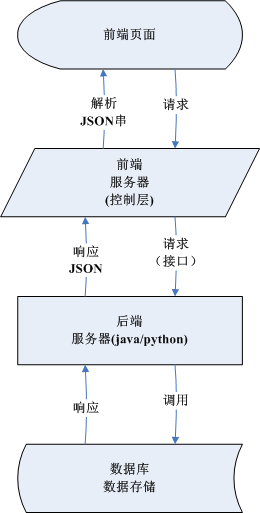 前端页面
解析
JSON串
请求
前端
服务器
(控制层)
响应
JSON
请求
（接口）
后端
服务器(java/python)
响应
调用
数据库
数据存储